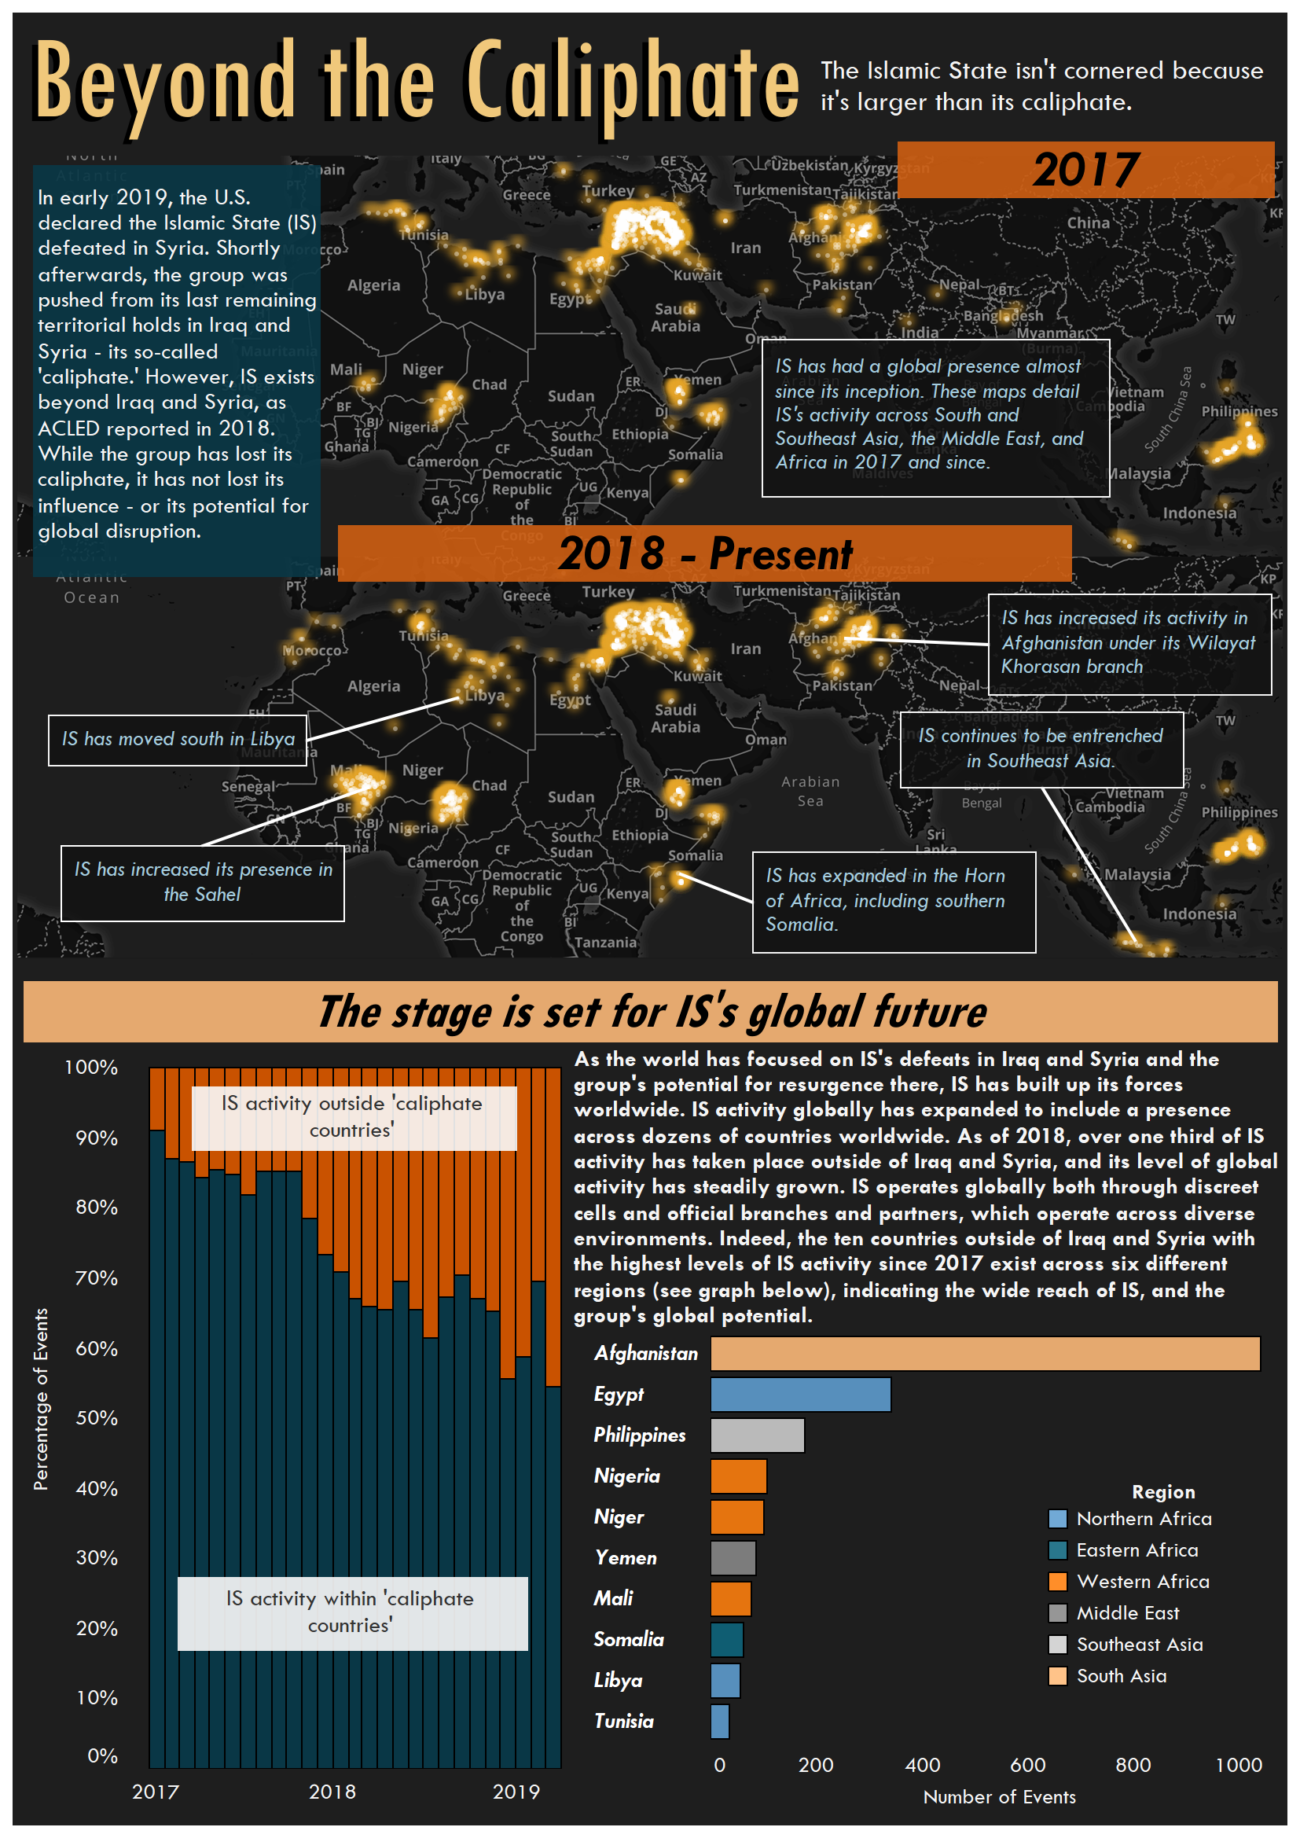 Beyond the Caliphate
The Islamic State isn't cornered because
it's larger than its caliphate.
2017
In early 2019, the U.S.
declared the Islamic State (IS)
defeated in Syria. Shortly
afterwards, the group was
pushed from its last remaining
territorial holds in Iraq and
Syria - its so-called
'caliphate.' However, IS exists
beyond Iraq and Syria, as
ACLED reported in 2018.
While the group has lost its
caliphate, it has not lost its
influence - or its potential for
global disruption.
Italy
GE
Uzbekistan
Greece
Turkey
AZ
Turkmenistan
Tajikistan
China
Tunisia
Iran
Algeria
Libya
Egypt
Kuwait
Pakistan
Nepal
Saudi
Arabia
India
Bangladesh
Myanmar
(Burma)
TW
Mali
Niger
Chad
Sudan
ER
Yemen
BF
BJ
TG
Ghana
Nigeria
DJ
Cameroon
CF
South
Sudan
Ethiopia
Somalia
Democratic
Republic
of
the
Congo
GA
CG
UG
Kenya
BI
Philippines
South China Sea
Malaysia
Indonesia
IS has had a global presence almost
since its inception. These maps detail
IS's activity across South and
Southeast Asia, the Middle East, and
Africa in 2017 and since.
2018 - Present
Atlantic
Ocean
PT
Spain
Greece
Turkey
Turkmenistan
Tajikistan
KP
Morocco
Tunisia
Iran
Algeria
Libya
Egypt
Kuwait
Pakistan
Nepal
Saudi
Arabia
Oman
TW
IS has increased its activity in
Afghanistan under its Wilayat
Khorasan branch
IS has moved south in Libya
IS continues to be entrenched
in Southeast Asia.
EH
Mauritania
Senegal
Mali
Niger
Chad
Sudan
ER
Yemen
Arabian
Sea
Bay of
Bengal
Vietnam
Cambodia
Philippines
South China Sea
GN
BF
BJ
TG
Ghana
Nigeria
DJ
Cameroon
CF
South
Sudan
Ethiopia
Somalia
Sri
Lanka
Democratic
Republic
of
the
Congo
GA
CG
UG
Kenya
BI
Tanzania
Malaysia
Indonesia
IS has increased its presence in
the Sahel
IS has expanded in the Horn
of Africa, including southern
Somalia.
The stage is set for IS's global future
As the world has focused on IS's defeats in Iraq and Syria and the
group's potential for resurgence there, IS has built up its forces
worldwide. IS activity globally has expanded to include a presence
across dozens of countries worldwide. As of 2018, over one third of IS
activity has taken place outside of Iraq and Syria, and its level of global
activity has steadily grown. IS operates globally both through discreet
cells and official branches and partners, which operate across diverse
environments. Indeed, the ten countries outside of Iraq and Syria with
the highest levels of IS activity since 2017 exist across six different
regions (see graph below), indicating the wide reach of IS, and the
group's global potential.
Percentage of Events
100%
90%
80%
70%
60%
50%
40%
30%
20%
10%
0%
IS activity outside 'caliphate
countries'
IS activity within 'caliphate
countries'
2017
2018
2019
Afghanistan
Egypt
Philippines
Nigeria
Niger
Yemen
Mali
Somalia
Libya
Tunisia
0
200
400
600
800
1000
Number of Events
Region
Northern Africa
Eastern Africa
Western Africa
Middle East
Southeast Asia
South Asia